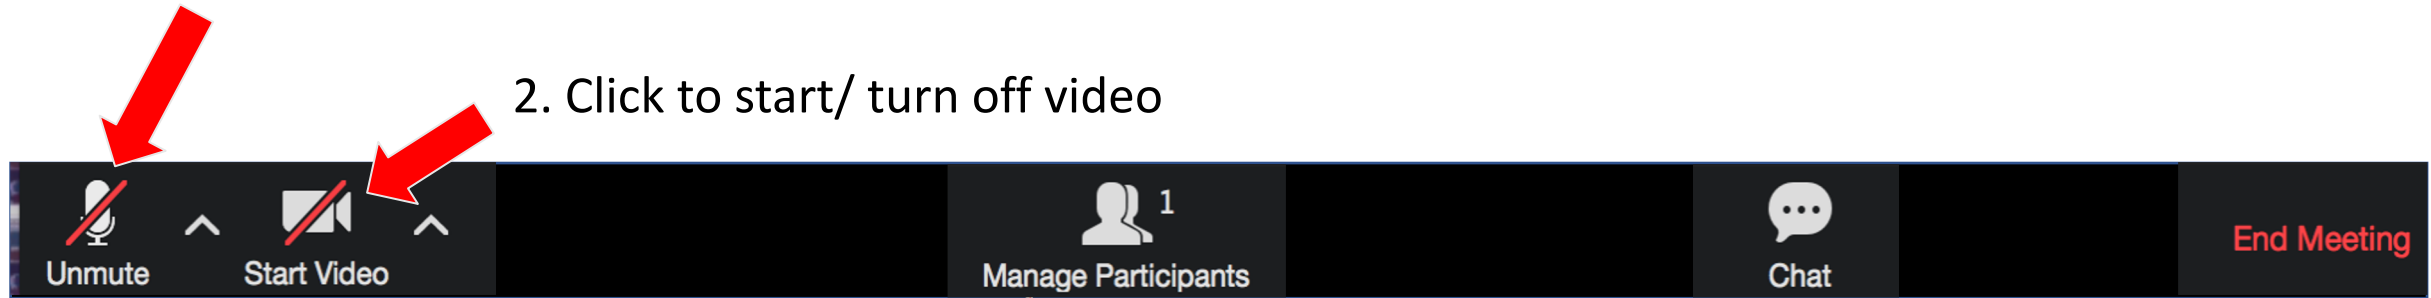 2. Click to start/ turn off video
1
Unmute
Start Video
Manage Participants
Chat
End Meeting